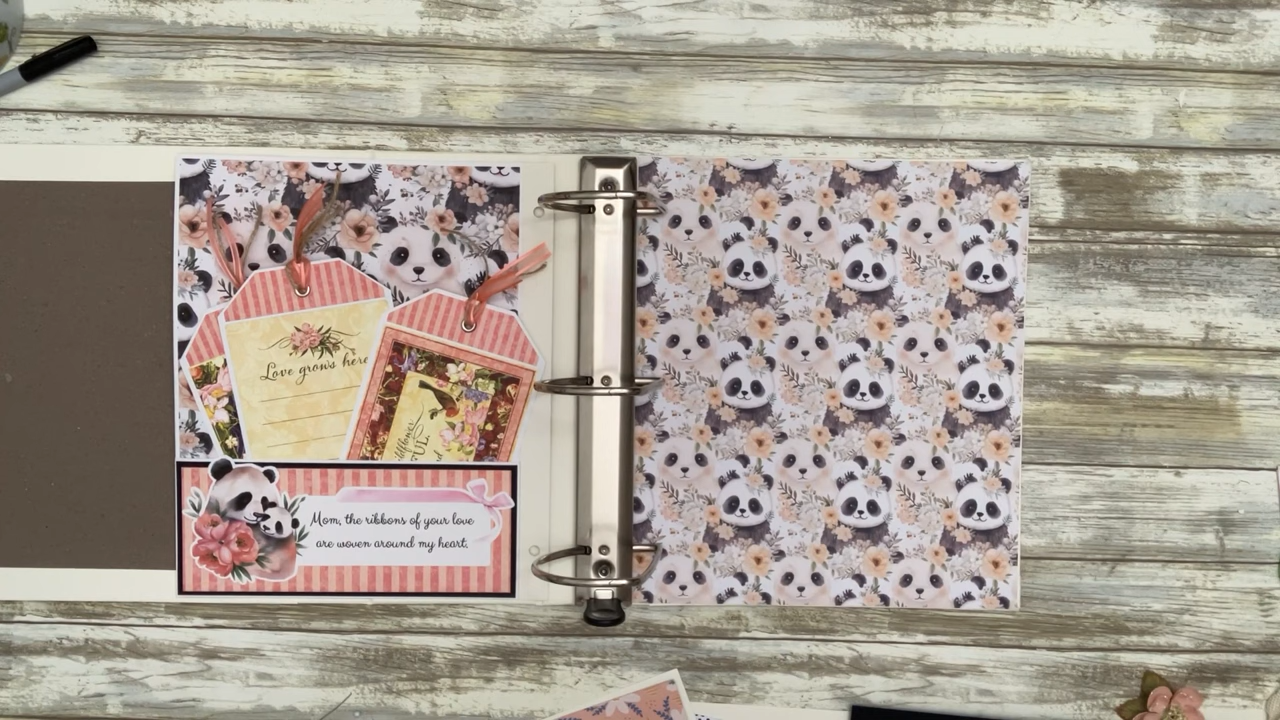 Love grows here
Mom, the ribbons of your love
are woven around my heart.